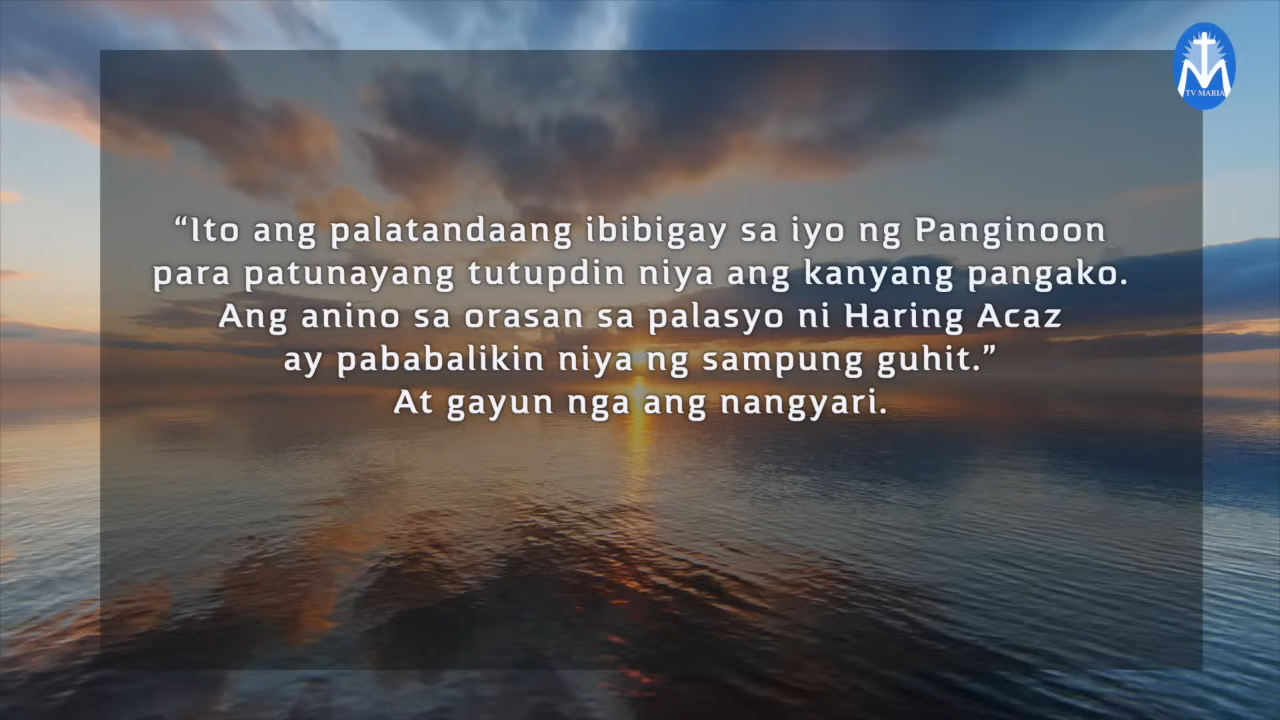 TV MARIA
“Ito ang palatandaang ibibigay sa iyo ng Panginoon
para patunayang tutupdin niya ang kanyang pangako.
Ang anino sa orasan sa palasyo ni Haring Acaz
ay pababalikin niya ng sampung guhit.”
At gayun nga ang nangyari.